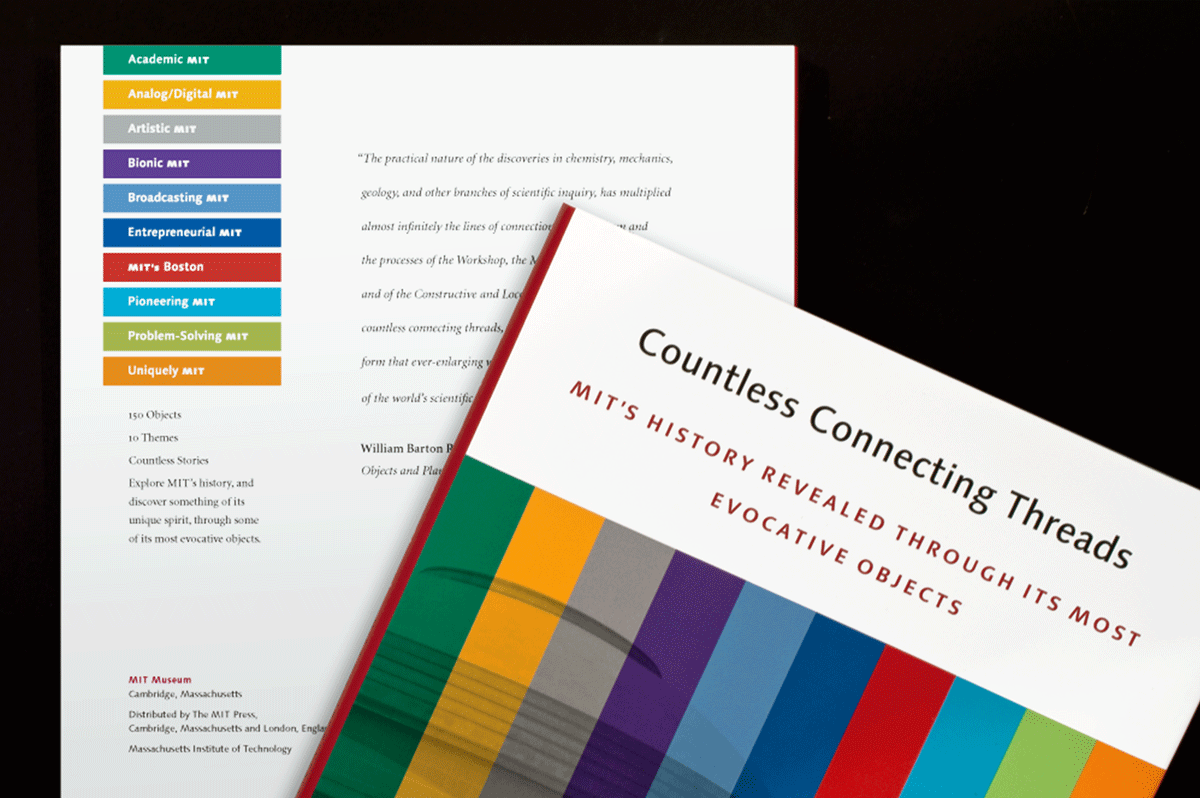 Academic MIT
Analog/Digital MIT
Artistic MIT
Bionic MIT
Broadcasting MIT
Entrepreneurial MIT
MIT's Boston
Pioneering MIT
Problem-Solving MIT
Uniquely MIT
150 Objects
10 Themes
Countless Stories
Explore MIT's history, and
discover something of its
unique spirit, through some
of its most evocative objects.
MIT Museum
Cambridge, Massachusetts
Distributed by The MIT Press,
Cambridge, Massachusetts and London,
Massachusetts Institute of Technology
“The practical nature of the discoveries in chemistry, mechanics,
geology, and other branches of scientific inquiry, has multiplied
almost infinitely the lines of connection and
the processes of the Workshop, the
and of the Constructive and
countless connecting threads,
form that ever-enlarging
of the world's scientific
William Barton
Objects and
Countless Connecting Threads
MIT'S HISTORY REVEALED THROUGH ITS MOST
EVOCATIVE OBJECTS